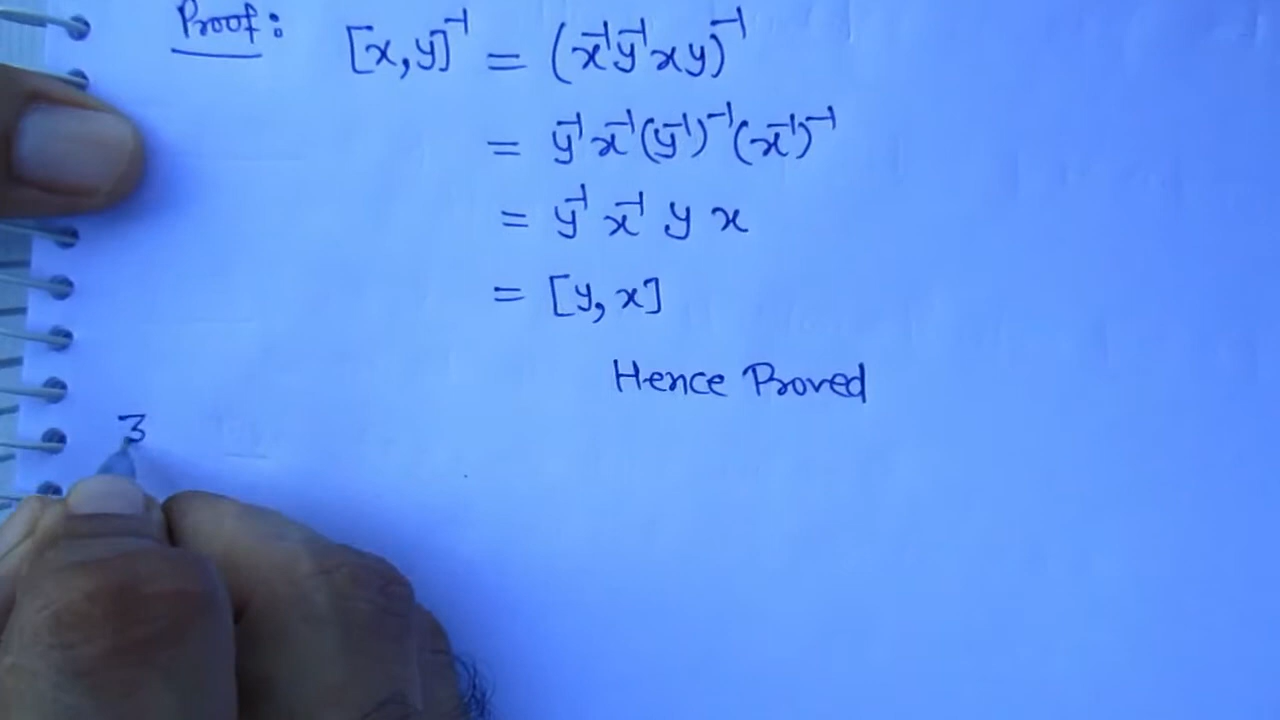 Proof: [x,y]⁻¹ = (x⁻¹y⁻¹xy)⁻¹
= y⁻¹x⁻¹(y⁻¹)⁻¹(x⁻¹)⁻¹
= y⁻¹ x⁻¹ y x
= [y, x]
Hence Proved
3